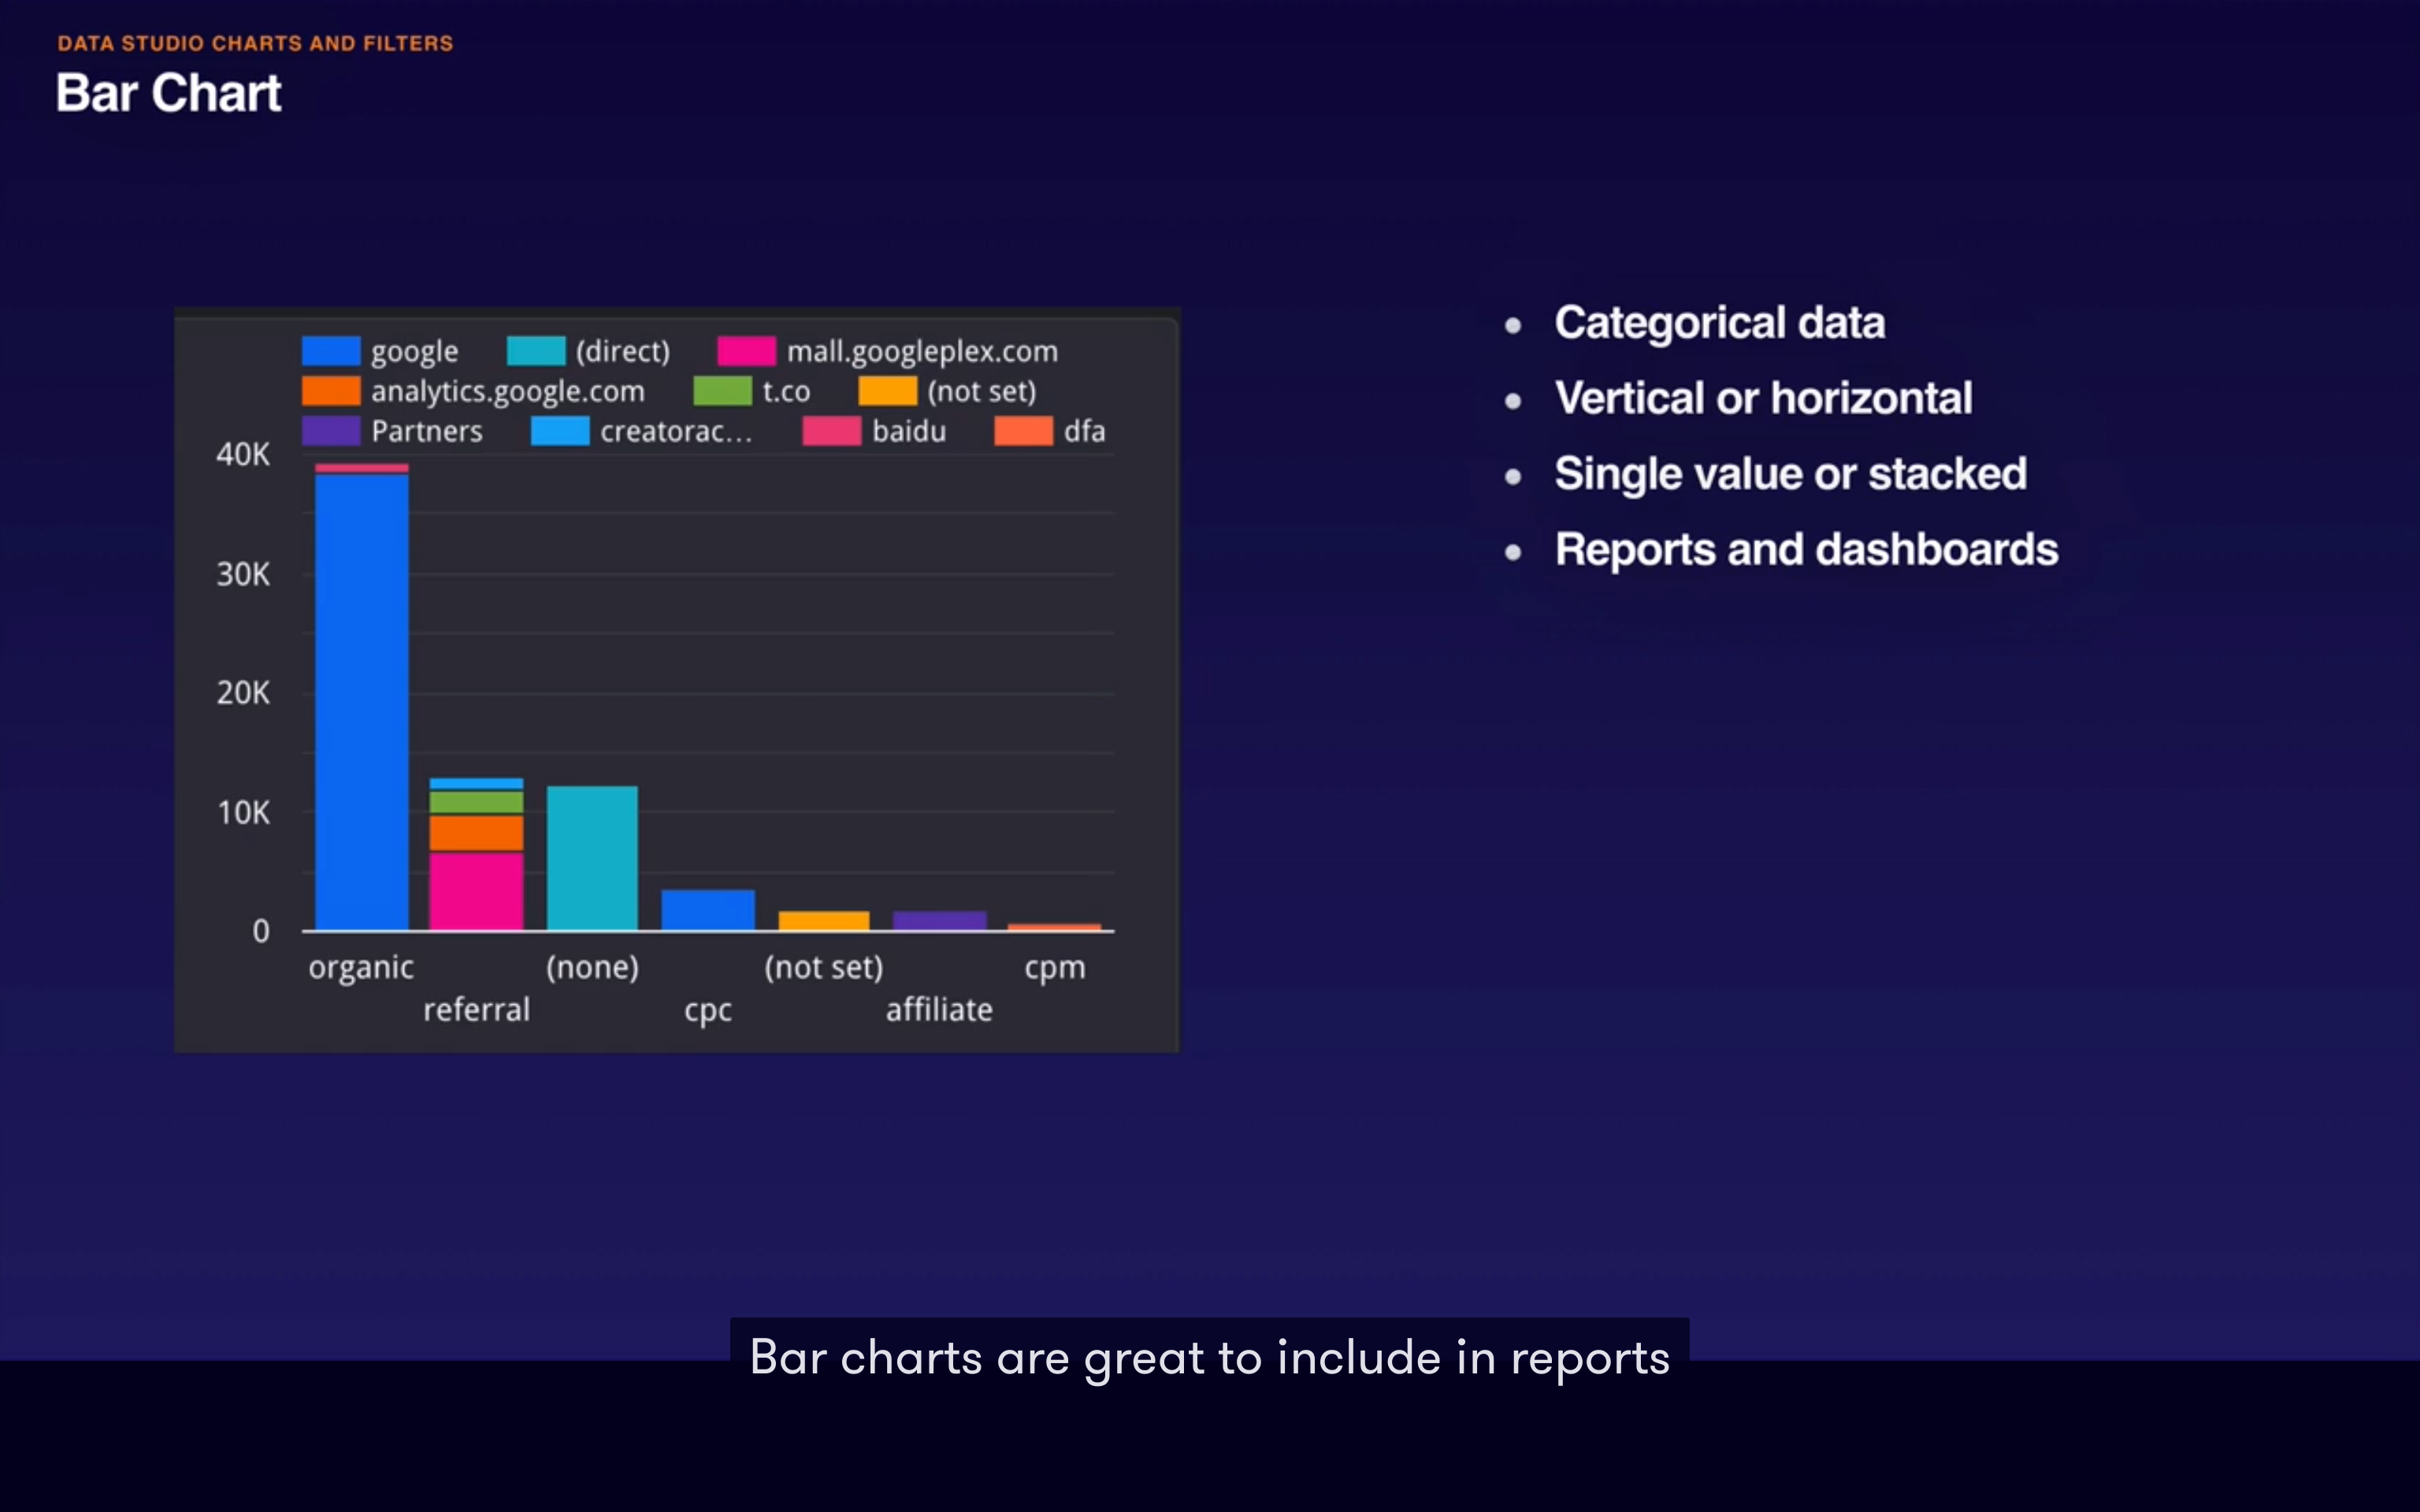 DATA STUDIO CHARTS AND FILTERS
Bar Chart
google (direct) mall.googleplex.com
analytics.google.com t.co (not set)
Partners creatorac... baidu dfa
40K
30K
20K
10K
0
organic (none) (not set) cpm
referral cpc affiliate
• Categorical data
• Vertical or horizontal
• Single value or stacked
• Reports and dashboards
Bar charts are great to include in reports